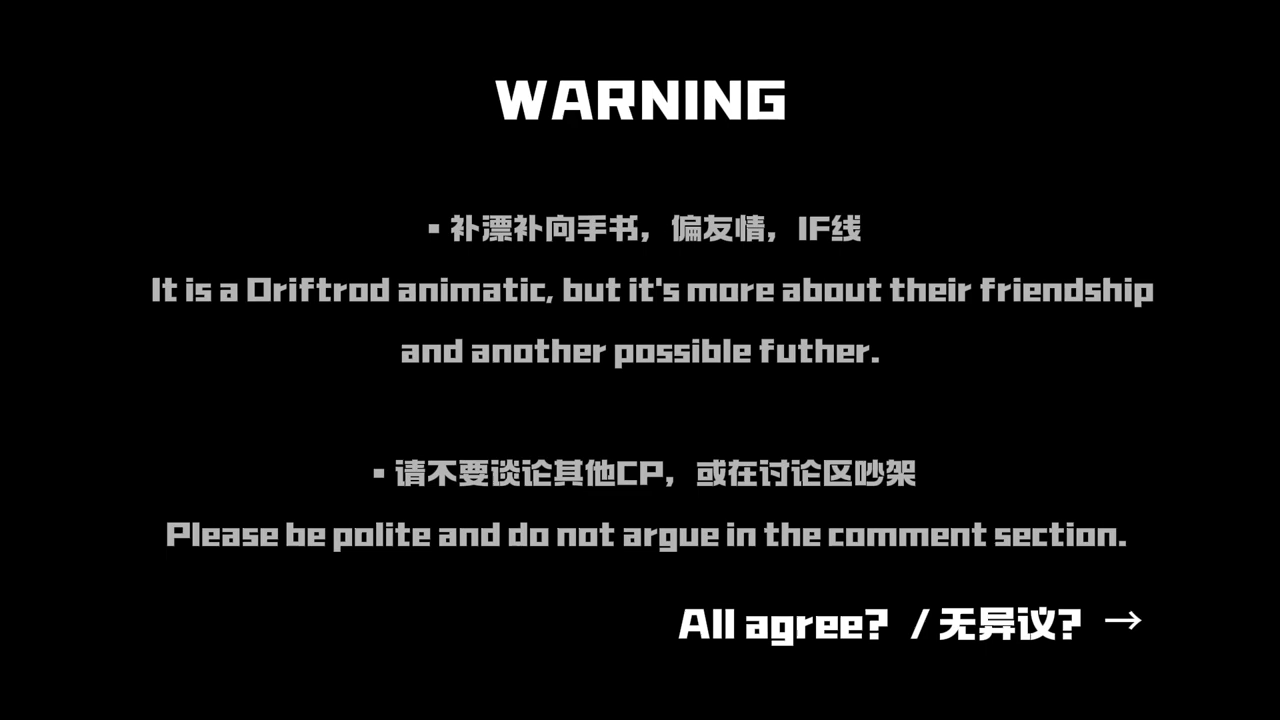 WARNING
▪ 补漂补向手书，偏友情，IF线
It is a Driftrod animatic, but it's more about their friendship
and another possible futher.
▪ 请不要谈论其他CP，或在讨论区吵架
Please be polite and do not argue in the comment section.
All agree? / 无异议? →